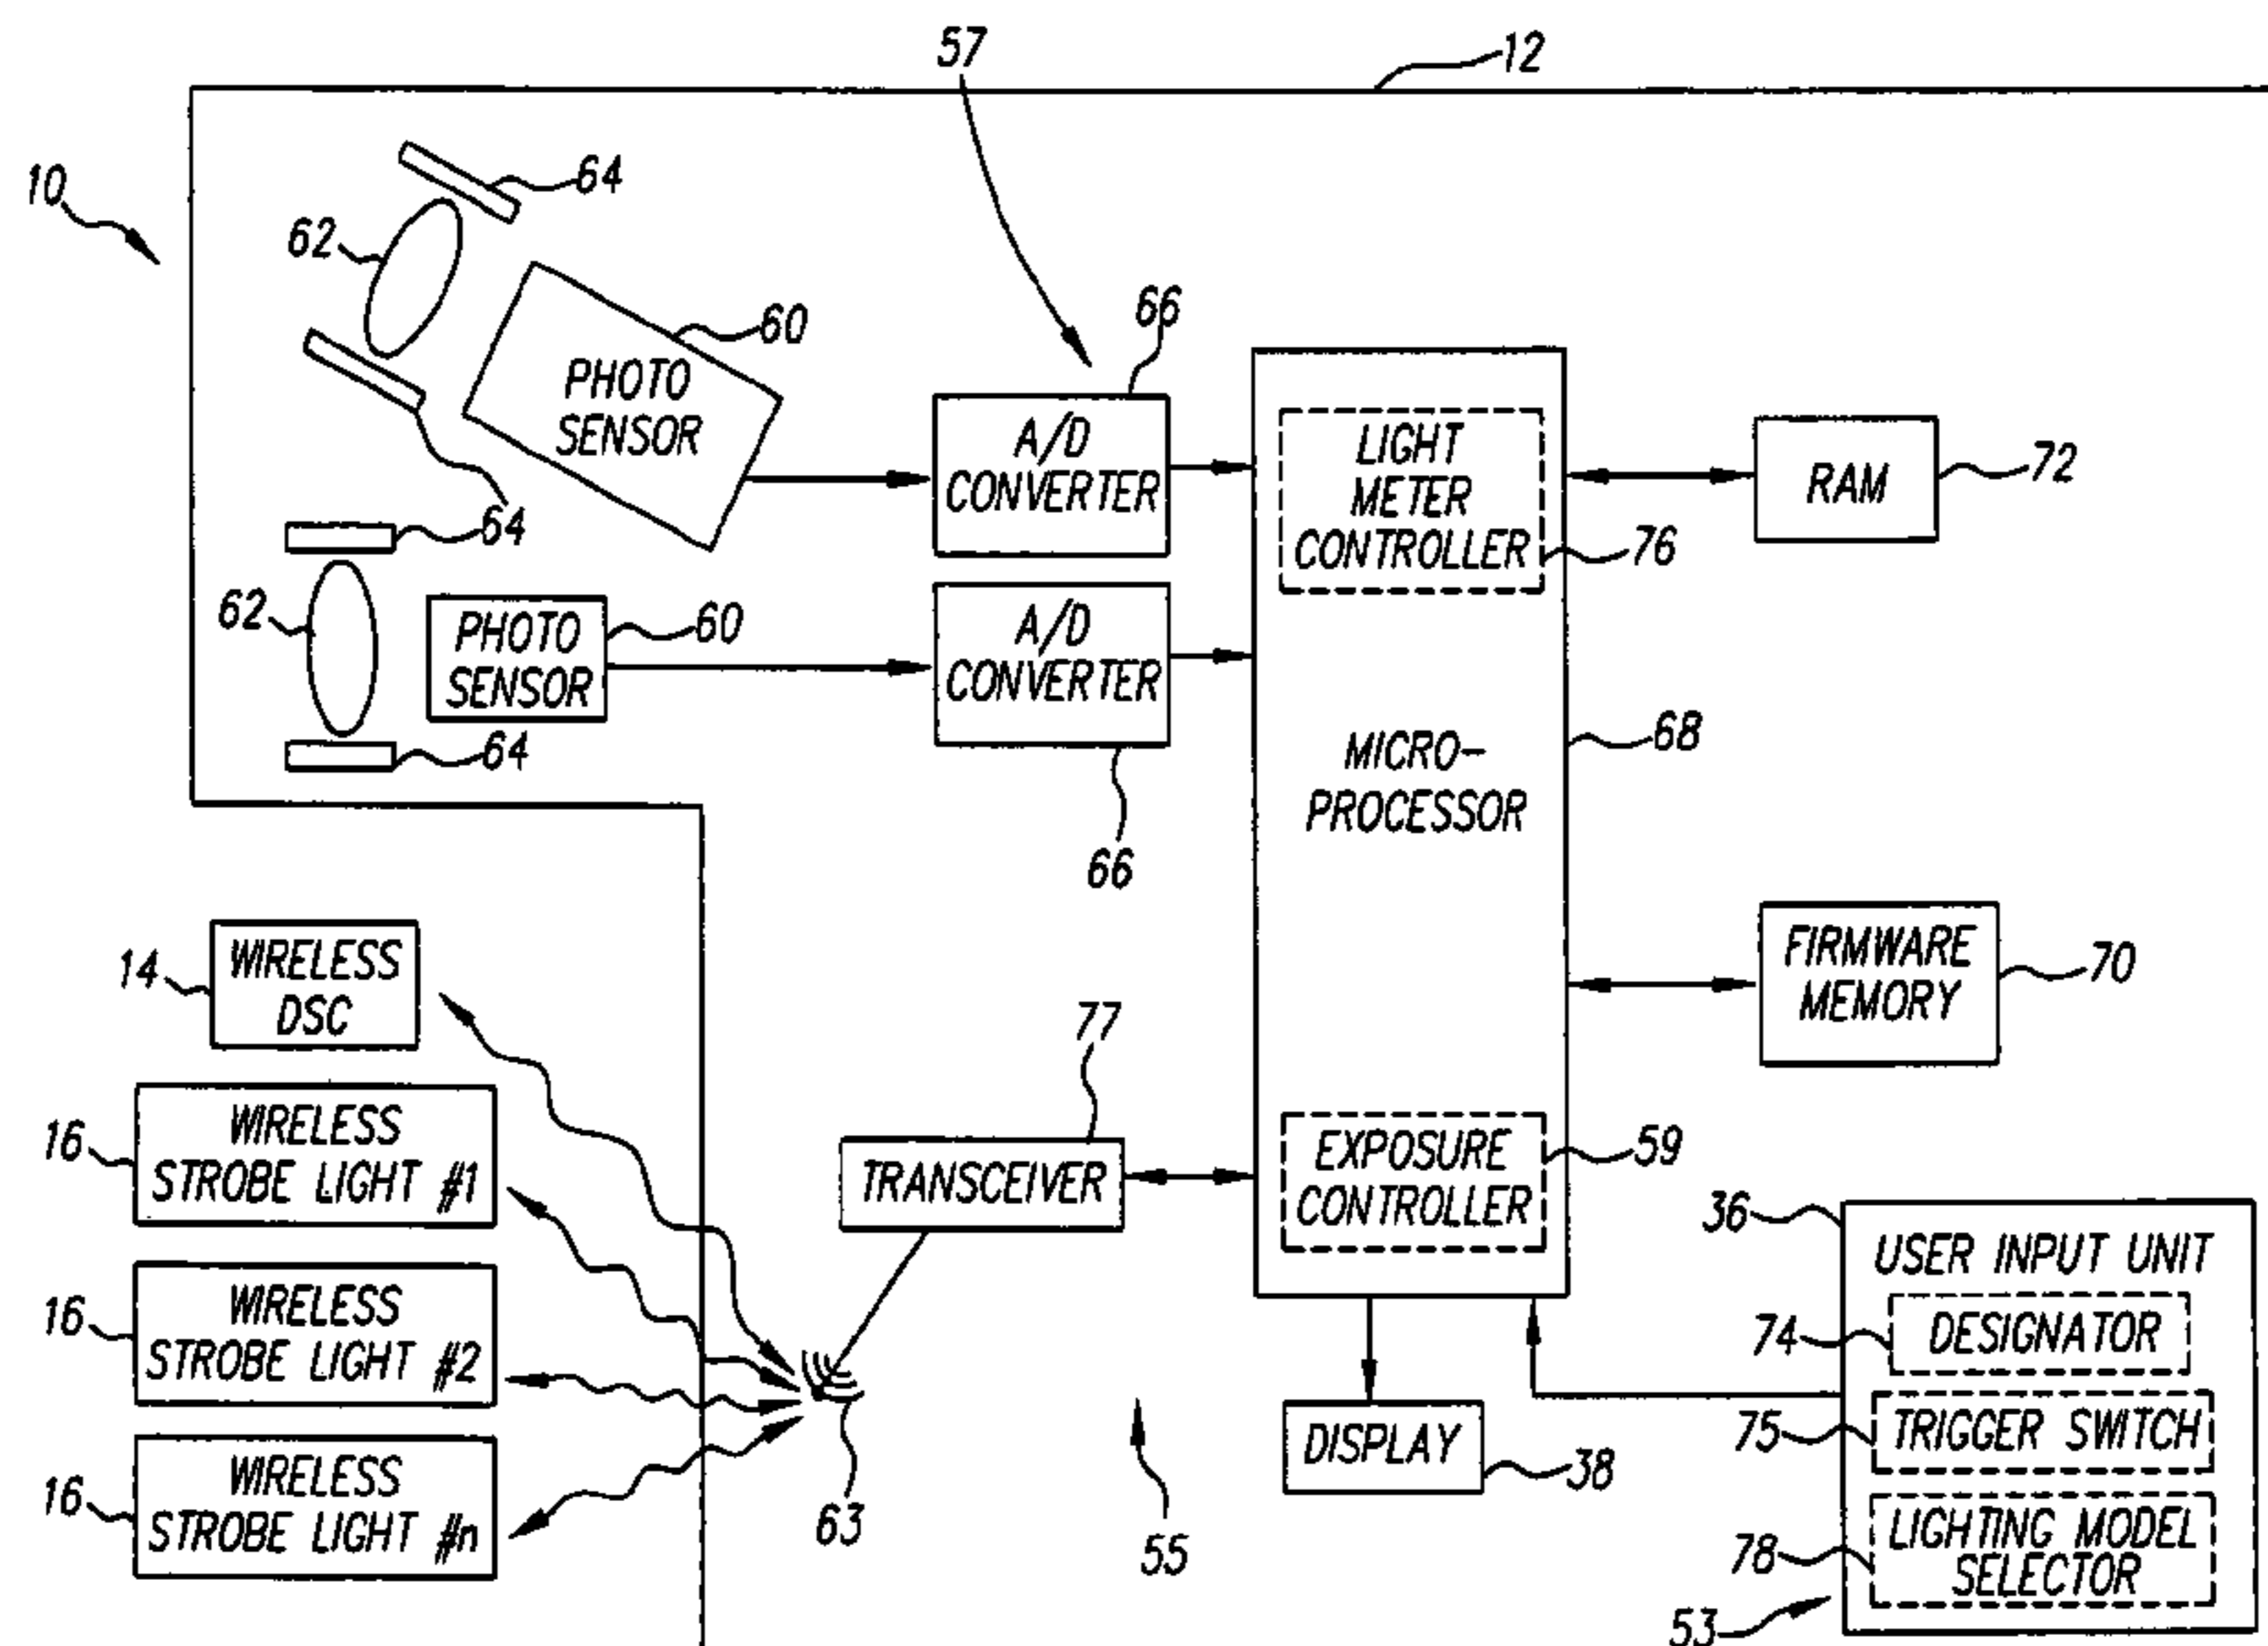 57
12
10
64
62
60
PHOTO
SENSOR
66
A/D
CONVERTER
LIGHT
METER
CONTROLLER
76
RAM
72
64
62
PHOTO
SENSOR
60
A/D
CONVERTER
64
66
MICRO-
PROCESSOR
68
14
WIRELESS
DSC
FIRMWARE
MEMORY
70
77
16
WIRELESS
STROBE LIGHT #1
TRANSCEIVER
EXPOSURE
CONTROLLER
59
16
WIRELESS
STROBE LIGHT #2
36
USER INPUT UNIT
74
DESIGNATOR
75
TRIGGER SWITCH
78
LIGHTING MODEL
SELECTOR
53
16
WIRELESS
STROBE LIGHT #n
63
55
DISPLAY
38